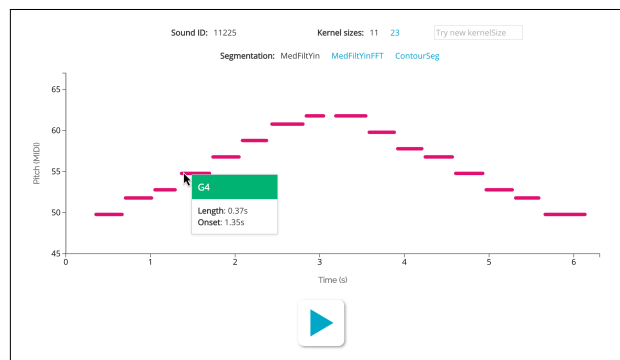 Sound ID: 11225 Kernel sizes: 11 23 Try new kernelSize
Segmentation: MedFiltYin MedFiltYinFFT ContourSeg
65
60
Pitch (MIDI)
55
G4
Length: 0.37s
Onset: 1.35s
50
45
0 1 2 3 4 5 6
Time (s)